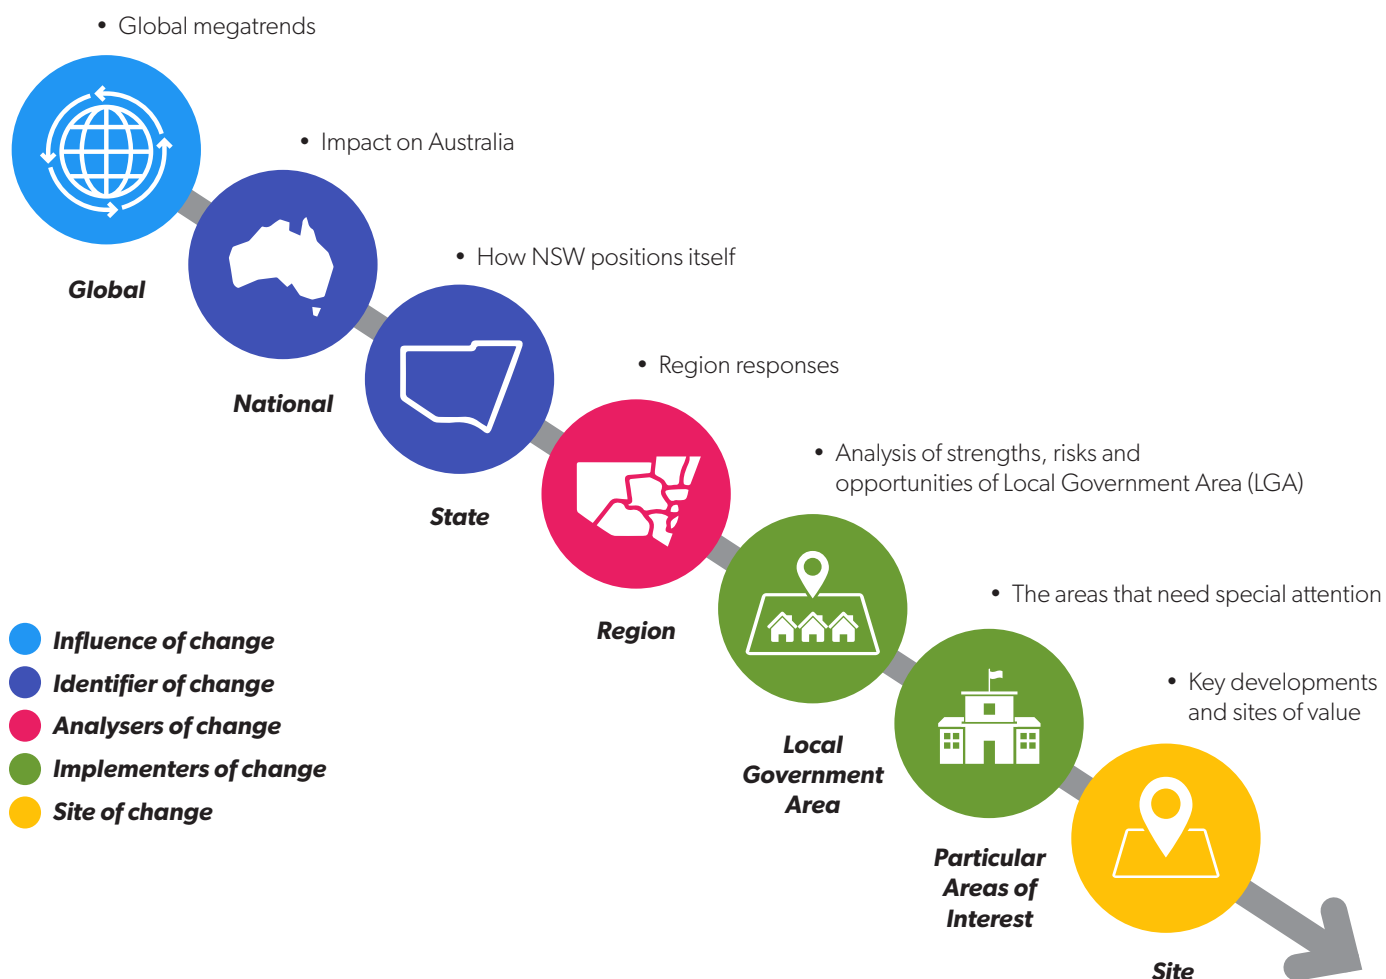 • Global megatrends
Global
• Impact on Australia
National
• How NSW positions itself
State
• Region responses
Region
• Analysis of strengths, risks and
opportunities of Local Government Area (LGA)
Local
Government
Area
• The areas that need special attention
Particular
Areas of
Interest
• Key developments
and sites of value
Site
Influence of change
Identifier of change
Analysers of change
Implementers of change
Site of change